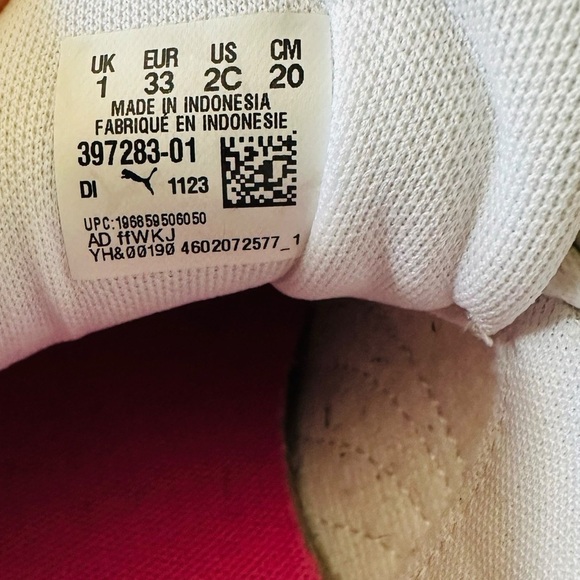 UK EUR US CM
1 33 2C 20
MADE IN INDONESIA
FABRIQUÉ EN INDONESIE
397283-01
DI 1123
UPC:196859506050
AD ffWKJ
YH&00190 4602072577_1